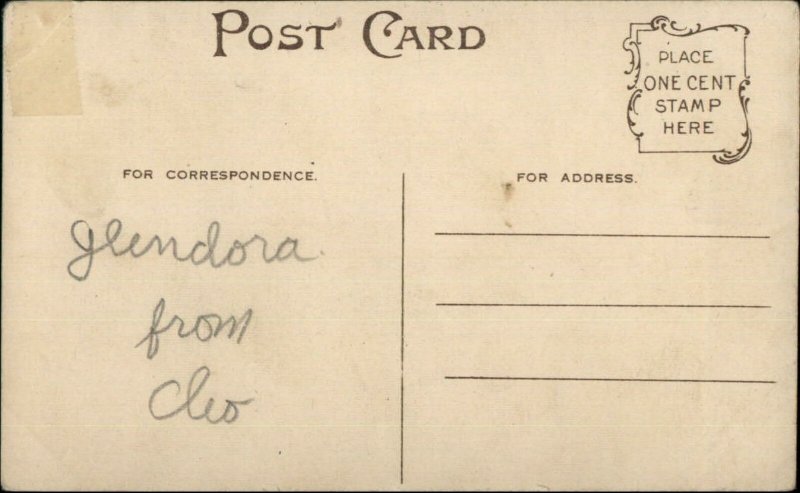 POST CARD
PLACE
ONE CENT
STAMP
HERE
FOR CORRESPONDENCE.
FOR ADDRESS.
Glendora
from
Cleo